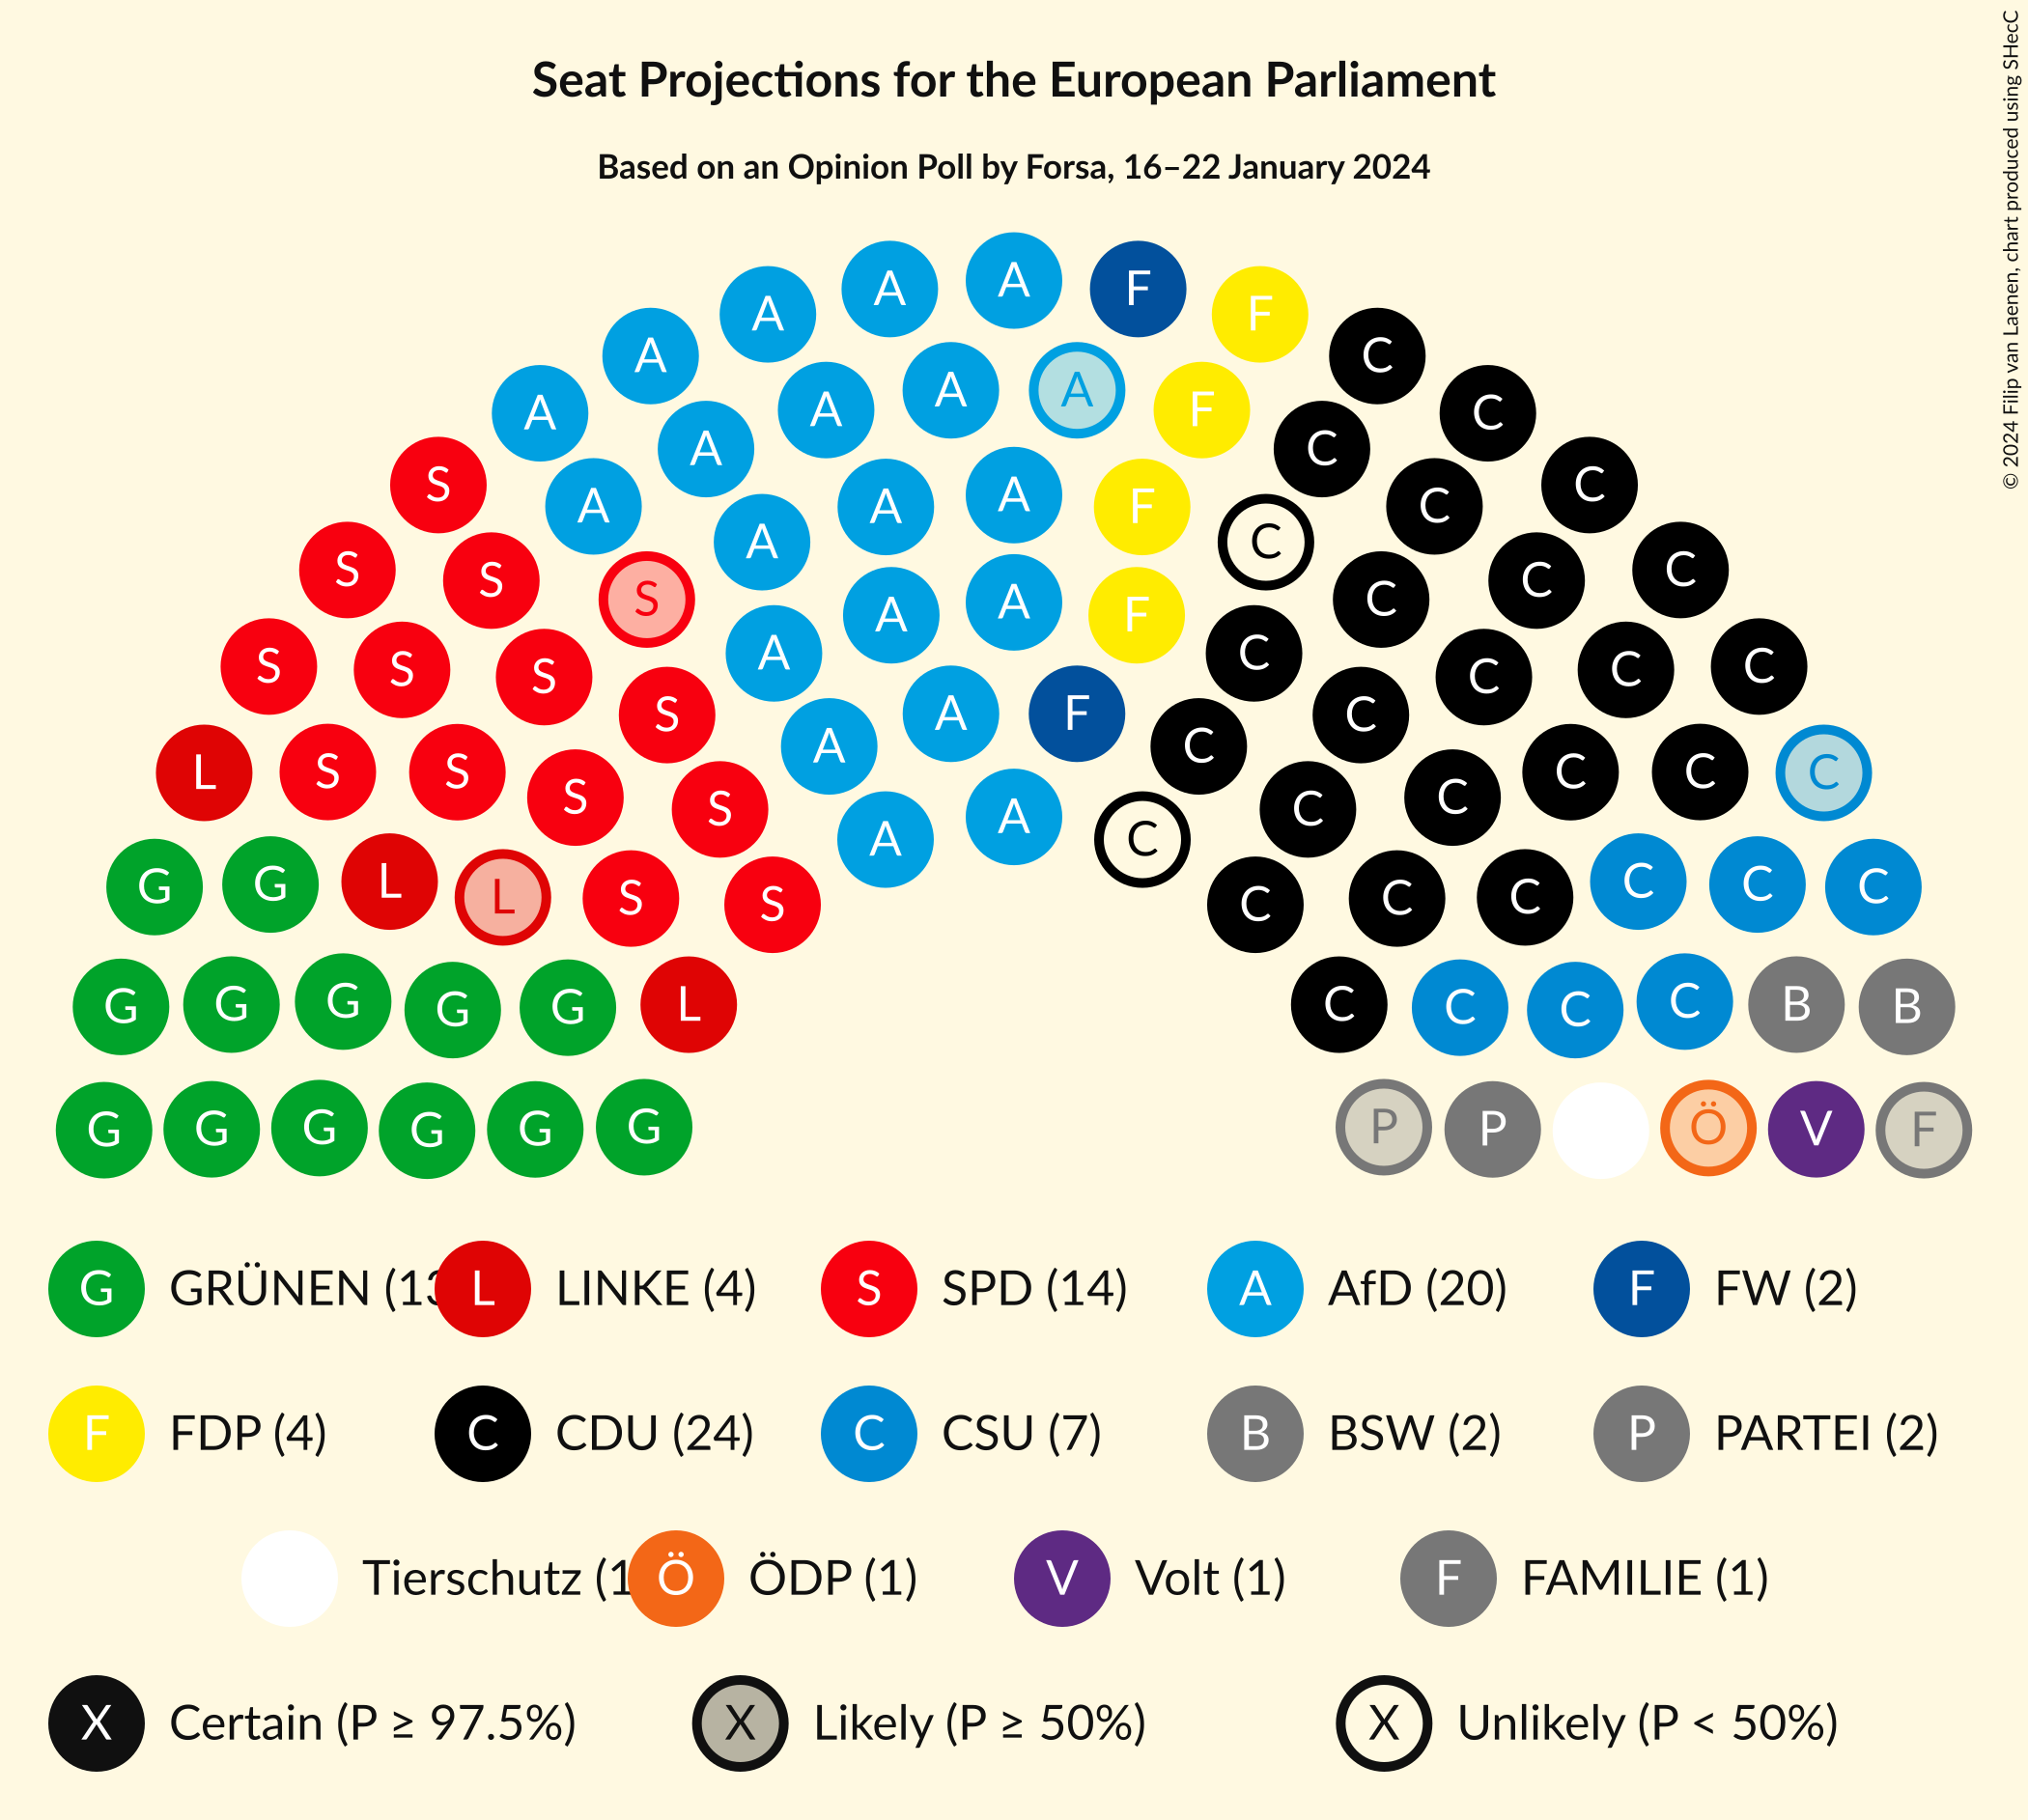 Seat Projections for the European Parliament
Based on an Opinion Poll by Forsa, 16–22 January 2024
© 2024 Filip van Laenen, chart produced using SHecC
A A A F F
A A C
A A A A F C C
A A C
S A A A F C C
A A C C
S S S A F C C C
S S S A A C C C C
S S A F C C
L S S S S A A C C C C C C
G G L L S S A C C C C C C C
G G G G G L C C C C B B
G G G G G G P P Ö V F
G GRÜNEN (13 L LINKE (4) S SPD (14) A AfD (20) F FW (2)
F FDP (4) C CDU (24) C CSU (7) B BSW (2) P PARTEI (2)
Tierschutz (1 Ö ÖDP (1) V Volt (1) F FAMILIE (1)
X Certain (P ≥ 97.5%) X Likely (P ≥ 50%) X Unlikely (P < 50%)